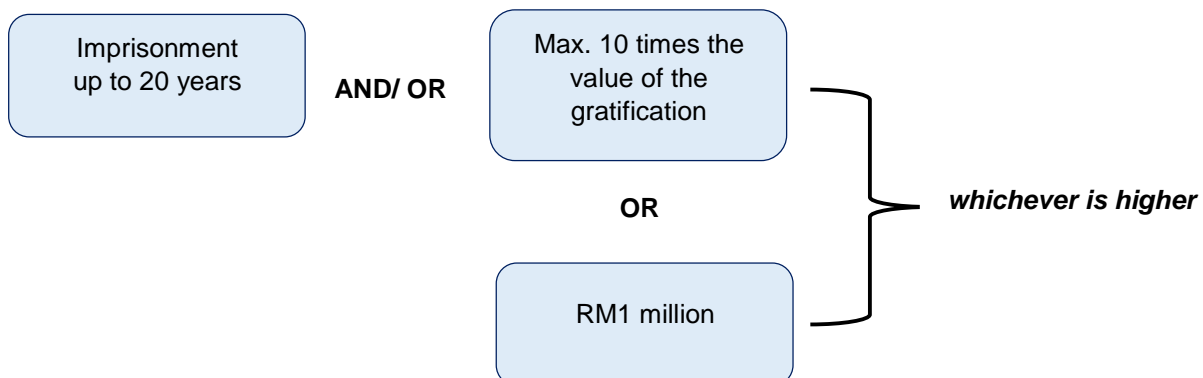 Imprisonment
up to 20 years
AND/ OR
Max. 10 times the
value of the
gratification
OR
RM1 million
whichever is higher